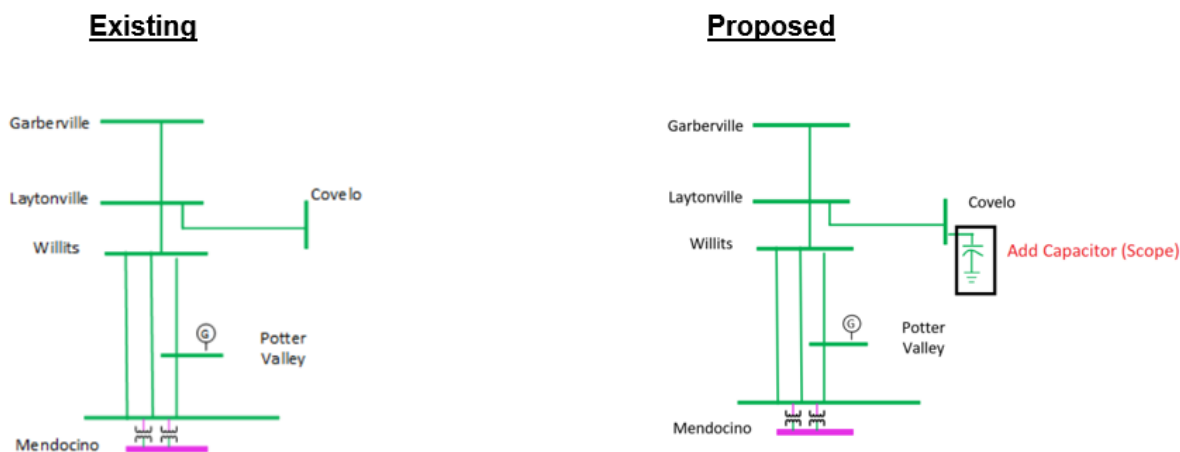 Existing
Garberville
Laytonville
Covelo
Willits
G
Potter
Valley
Mendocino
Proposed
Garberville
Laytonville
Covelo
Willits
Add Capacitor (Scope)
G
Potter
Valley
Mendocino